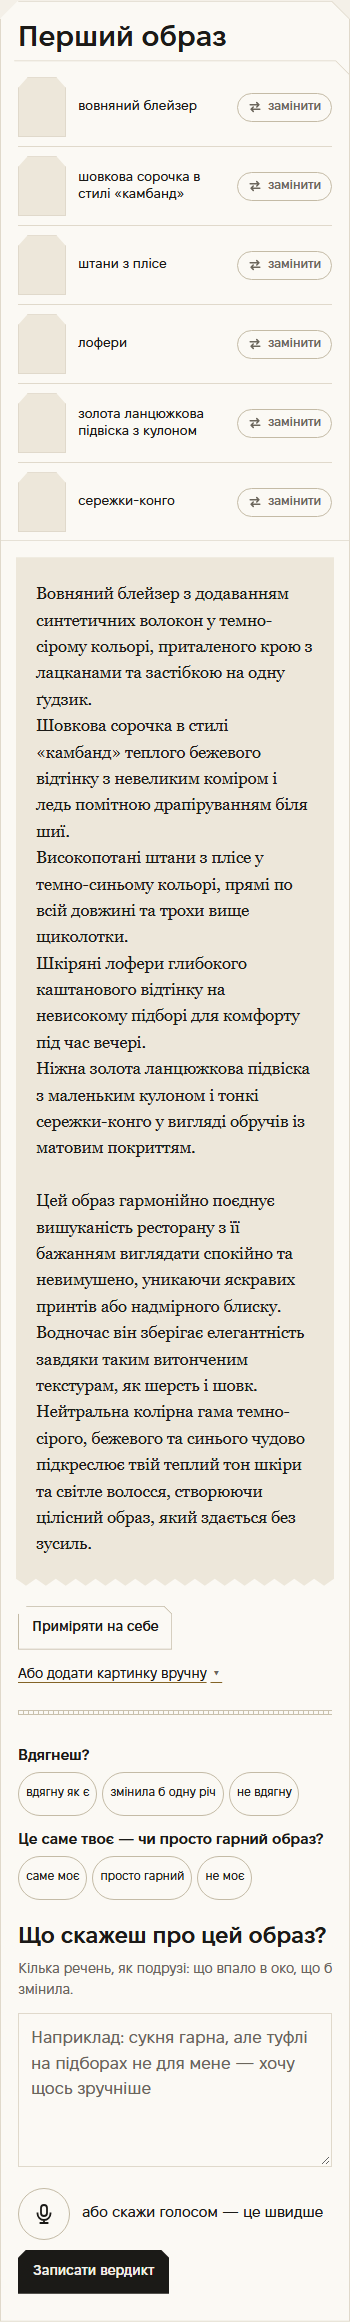 Перший образ
вовняний блейзер
замінити
шовкова сорочка в
стилі «камбанд»
замінити
штани з плісе
замінити
лофери
замінити
золота ланцюжкова
підвіска з кулоном
замінити
сережки-конго
замінити
Вовняний блейзер з додаванням
синтетичних волокон у темно-
сірому кольорі, приталеного крою з
лацканами та застібкою на одну
ґудзик.
Шовкова сорочка в стилі
«камбанд» теплого бежевого
відтінку з невеликим коміром і
ледь помітною драпіруванням біля
шиї.
Високопотані штани з плісе у
темно-синьому кольорі, прямі по
всій довжині та трохи вище
щиколотки.
Шкіряні лофери глибокого
каштанового відтінку на
невисокому підборі для комфорту
під час вечері.
Ніжна золота ланцюжкова підвіска
з маленьким кулоном і тонкі
сережки-конго у вигляді обручів із
матовим покриттям.
Цей образ гармонійно поєднує
вишуканість ресторану з її
бажанням виглядати спокійно та
невимушено, уникаючи яскравих
принтів або надмірного блиску.
Водночас він зберігає елегантність
завдяки таким витонченим
текстурам, як шерсть і шовк.
Нейтральна колірна гама темно-
сірого, бежевого та синього чудово
підкреслює твій теплий тон шкіри
та світле волосся, створюючи
цілісний образ, який здається без
зусиль.
Приміряти на себе
Або додати картинку вручну
Вдягнеш?
вдягну як є
змінила б одну річ
не вдягну
Це саме твоє — чи просто гарний образ?
саме моє
просто гарний
не моє
Що скажеш про цей образ?
Кілька речень, як подрузі: що впало в око, що б
змінила.
Наприклад: сукня гарна, але туфлі
на підборах не для мене — хочу
щось зручніше
або скажи голосом — це швидше
Записати вердикт